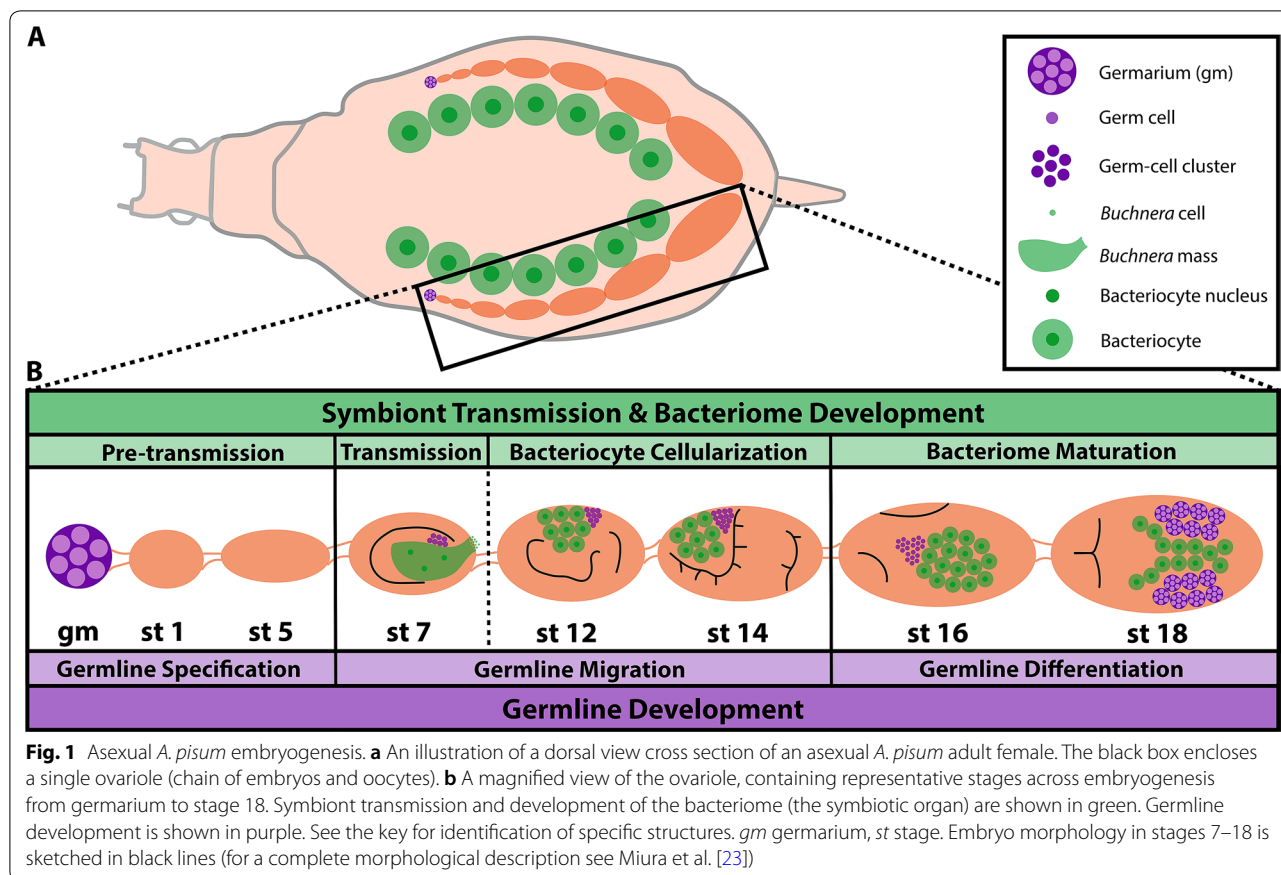 A
Germarium (gm)
Germ cell
Germ-cell cluster
Buchnera cell
Buchnera mass
Bacteriocyte nucleus
Bacteriocyte
B
Symbiont Transmission & Bacteriome Development
Pre-transmission Transmission Bacteriocyte Cellularization Bacteriome Maturation
gm st 1 st 5 st 7 st 12 st 14 st 16 st 18
Germline Specification Germline Migration Germline Differentiation
Germline Development
Fig. 1 Asexual A. pisum embryogenesis. a An illustration of a dorsal view cross section of an asexual A. pisum adult female. The black box encloses
a single ovariole (chain of embryos and oocytes). b A magnified view of the ovariole, containing representative stages across embryogenesis
from germarium to stage 18. Symbiont transmission and development of the bacteriome (the symbiotic organ) are shown in green. Germline
development is shown in purple. See the key for identification of specific structures. gm germarium, st stage. Embryo morphology in stages 7–18 is
sketched in black lines (for a complete morphological description see Miura et al. [23])